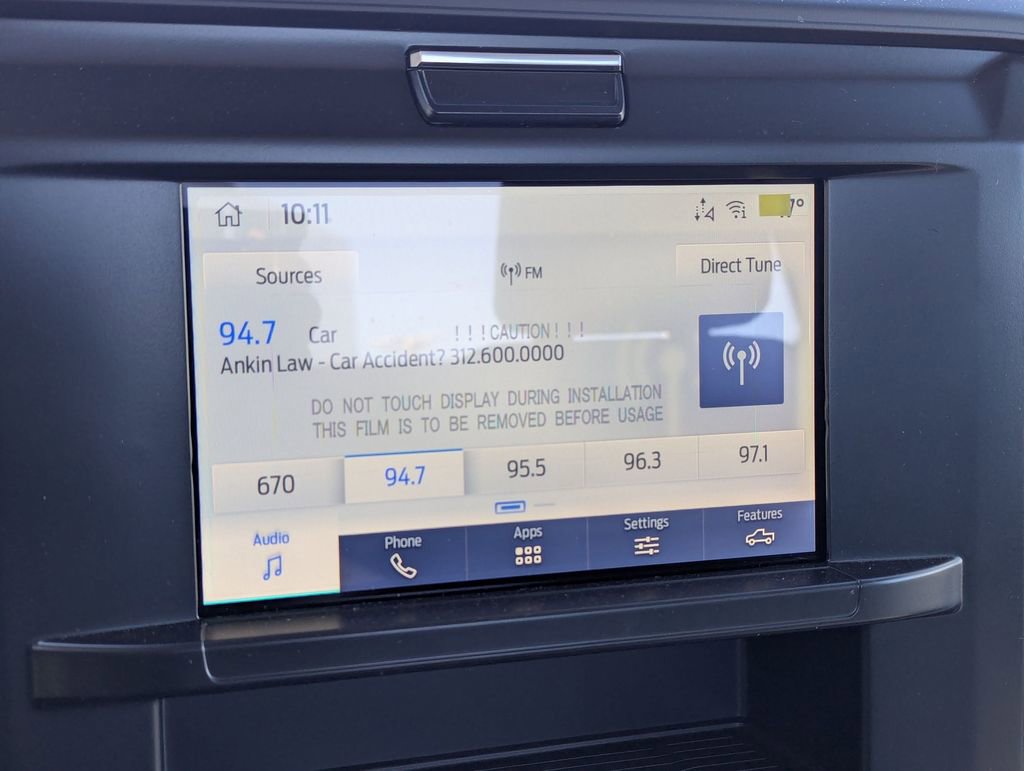 10:11
7°
Sources
FM
Direct Tune
94.7 Car
! ! ! CAUTION ! ! !
Ankin Law - Car Accident? 312.600.0000
DO NOT TOUCH DISPLAY DURING INSTALLATION
THIS FILM IS TO BE REMOVED BEFORE USAGE
670 94.7 95.5 96.3 97.1
Audio Phone Apps Settings Features